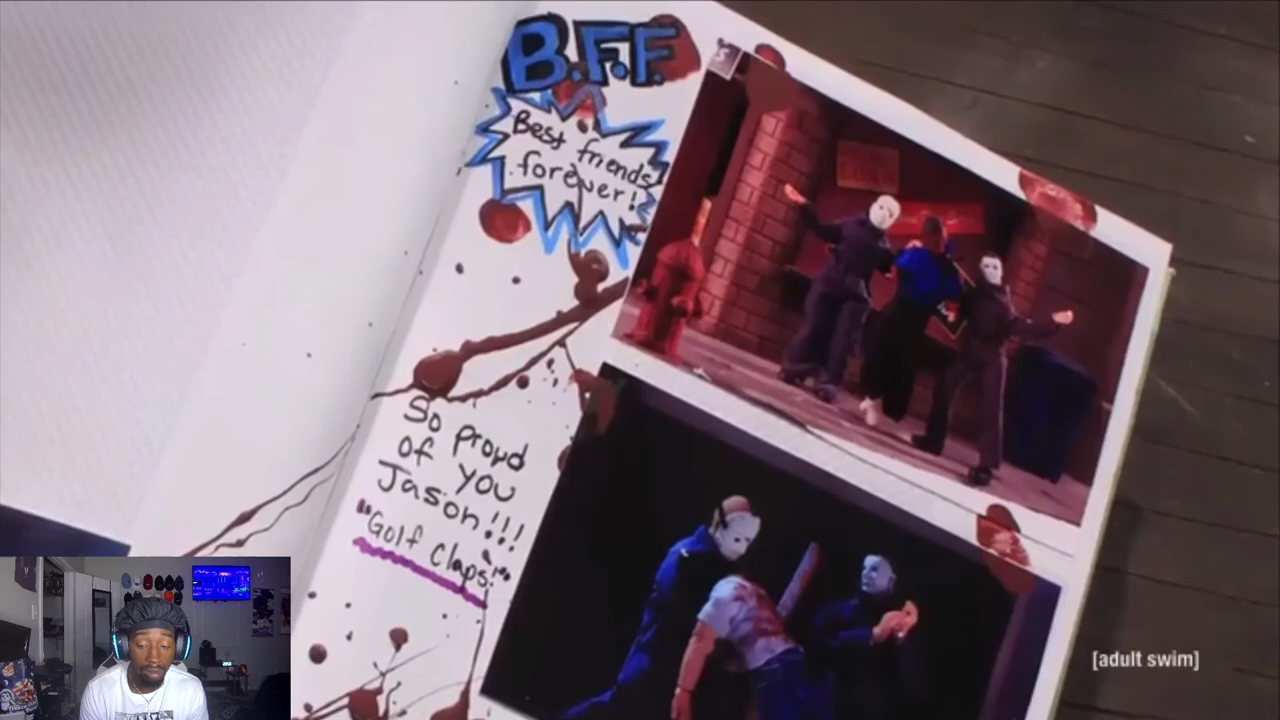 B.F.F.
Best friends
forever!
So proud
of you
Jason!!!
"Golf Claps!"
[adult swim]